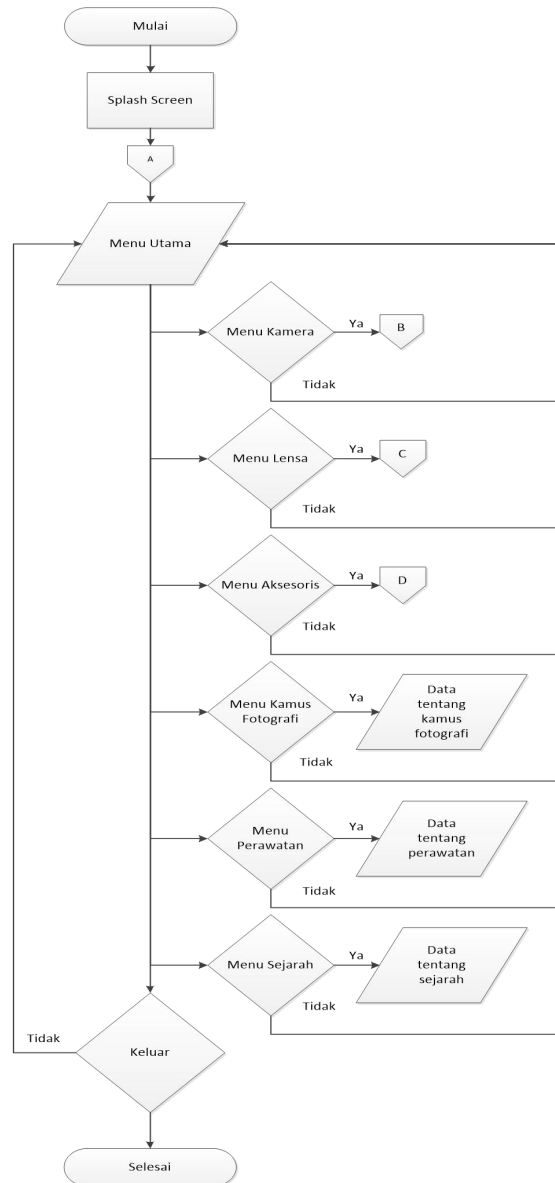 Mulai
Splash Screen
A
Menu Utama
Menu Kamera
Ya
B
Tidak
Menu Lensa
Ya
C
Tidak
Menu Aksesoris
Ya
D
Tidak
Menu Kamus
Fotografi
Ya
Data
tentang
kamus
fotografi
Tidak
Menu
Perawatan
Ya
Data
tentang
perawatan
Tidak
Menu Sejarah
Ya
Data
tentang
sejarah
Tidak
Keluar
Tidak
Selesai